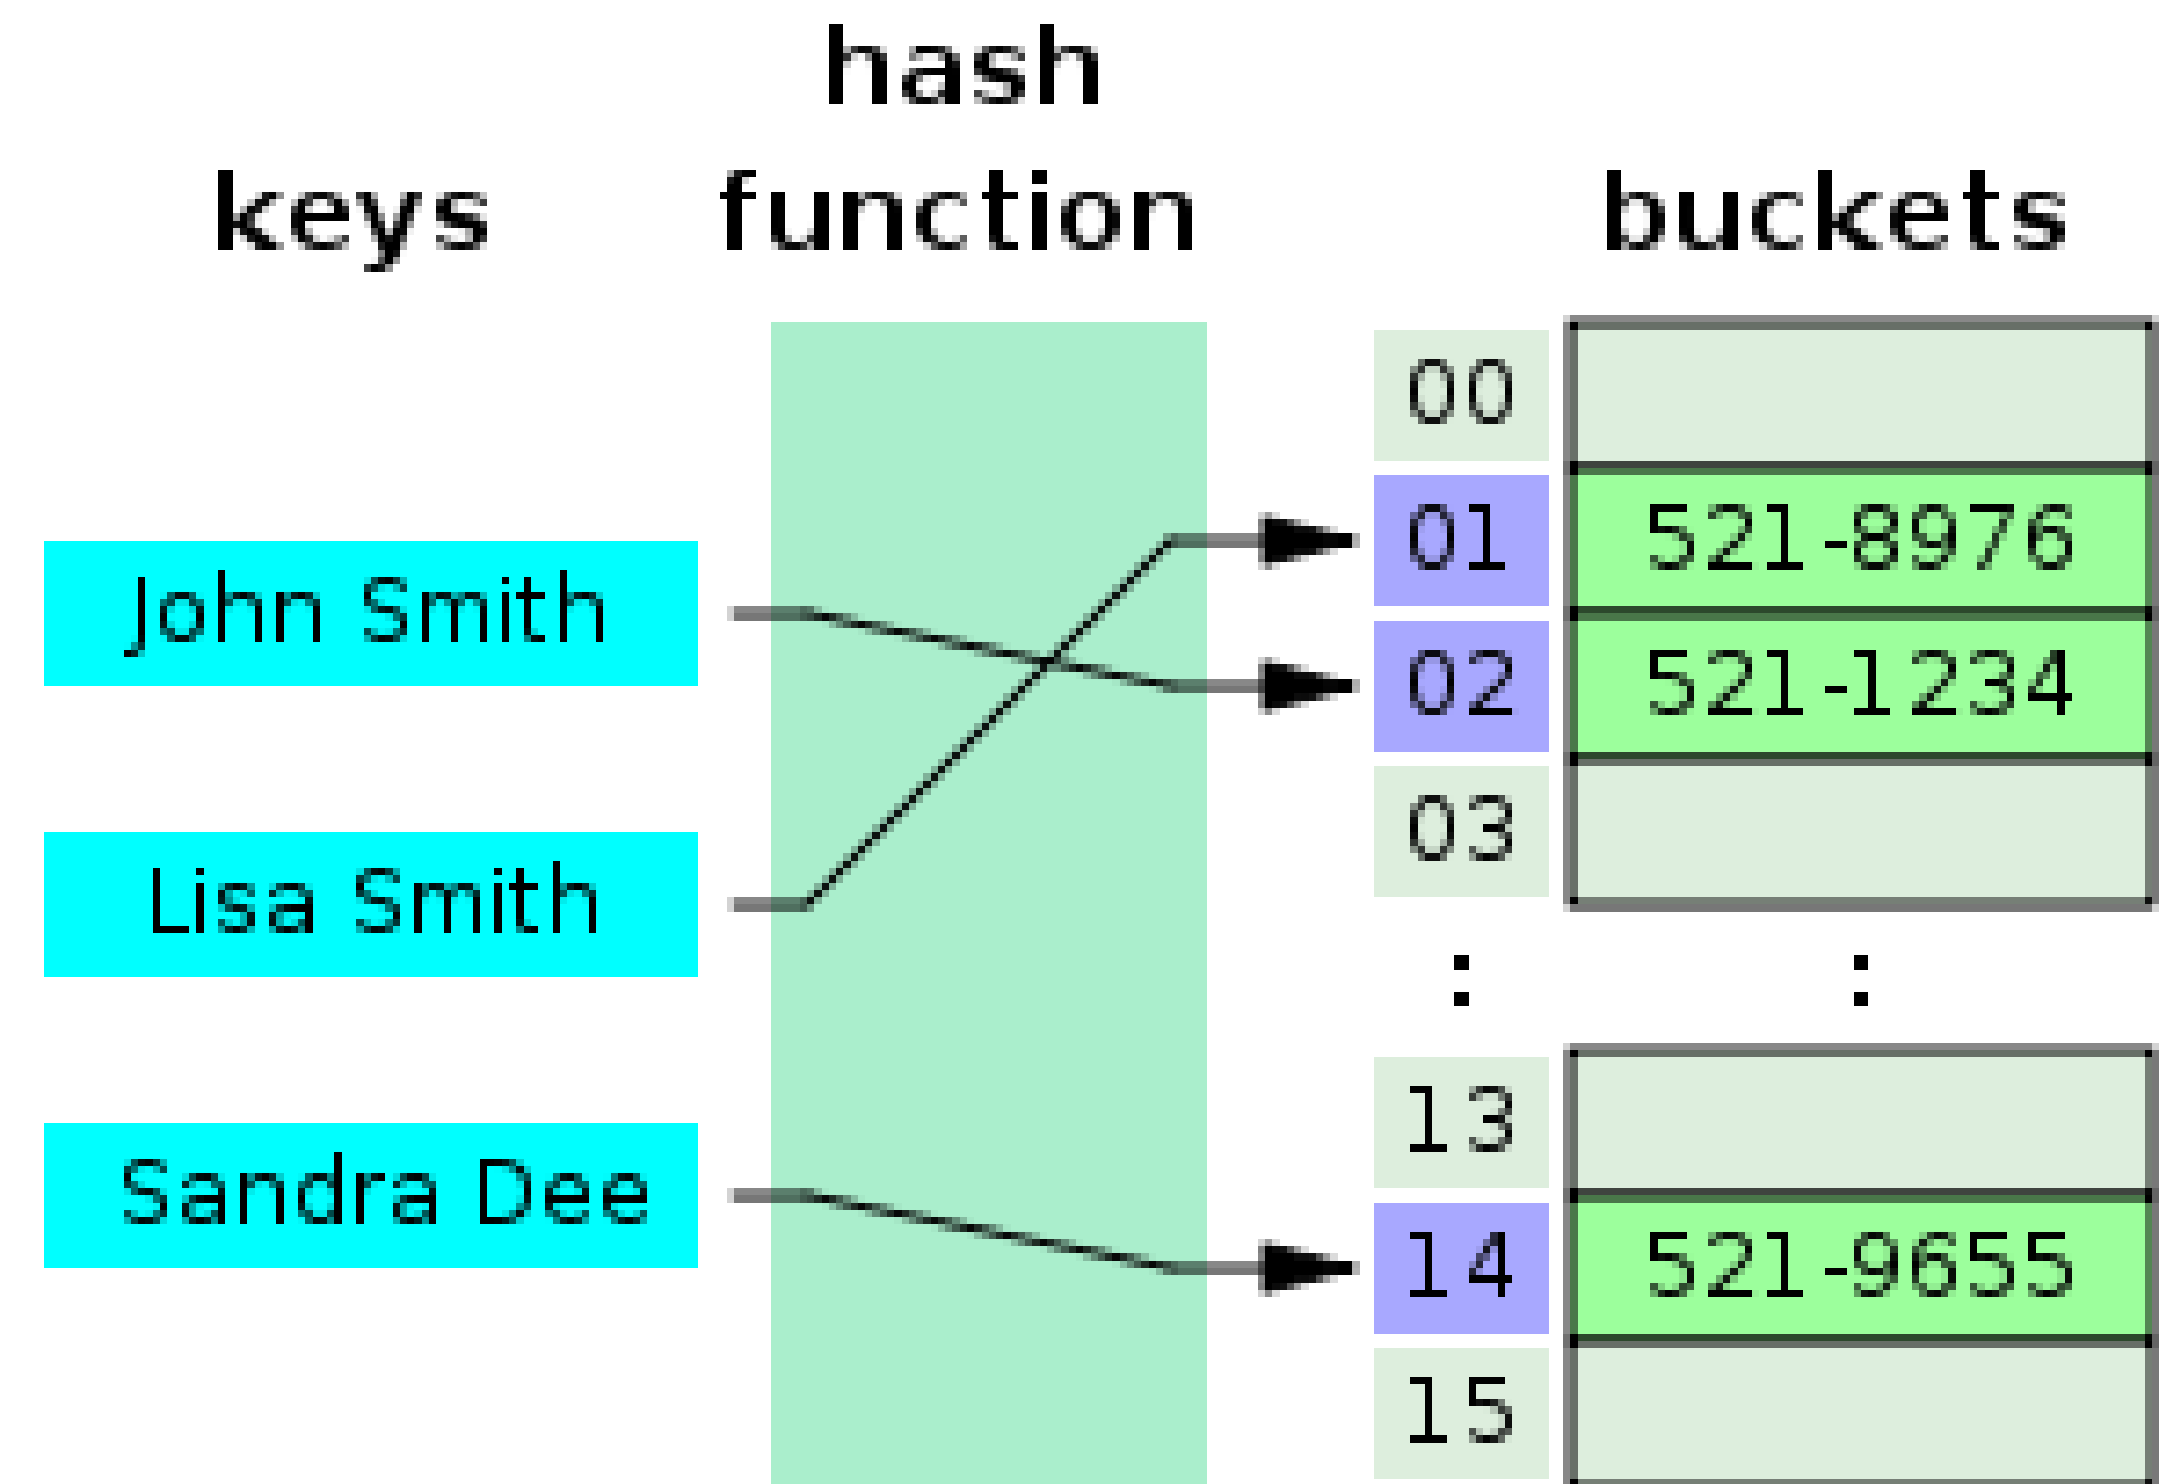 hash
keys function buckets
00
01 521-8976
John Smith
02 521-1234
03
Lisa Smith
:
:
13
Sandra Dee
14 521-9655
15